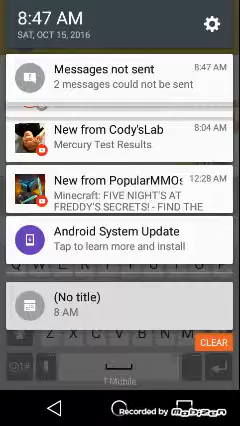 8:47 AM
SAT, OCT 15, 2016
Messages not sent 8:47 AM
2 messages could not be sent
New from Cody'sLab 8:04 AM
Mercury Test Results
New from PopularMMOs 12:28 AM
Minecraft: FIVE NIGHT'S AT
FREDDY'S SECRETS! - FIND THE
Android System Update
Tap to learn more and install
(No title)
8 AM
Z X C V B N M
CLEAR
T-Mobile
Recorded by mobizen